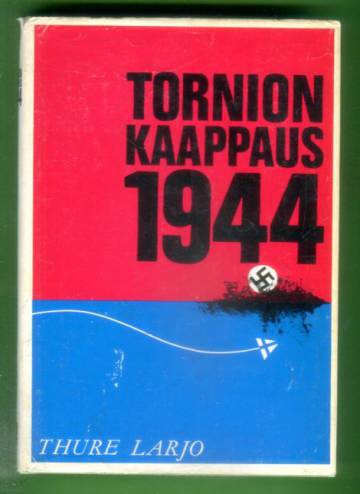 TORNION
KAAPPAUS
1944
THURE LARJO